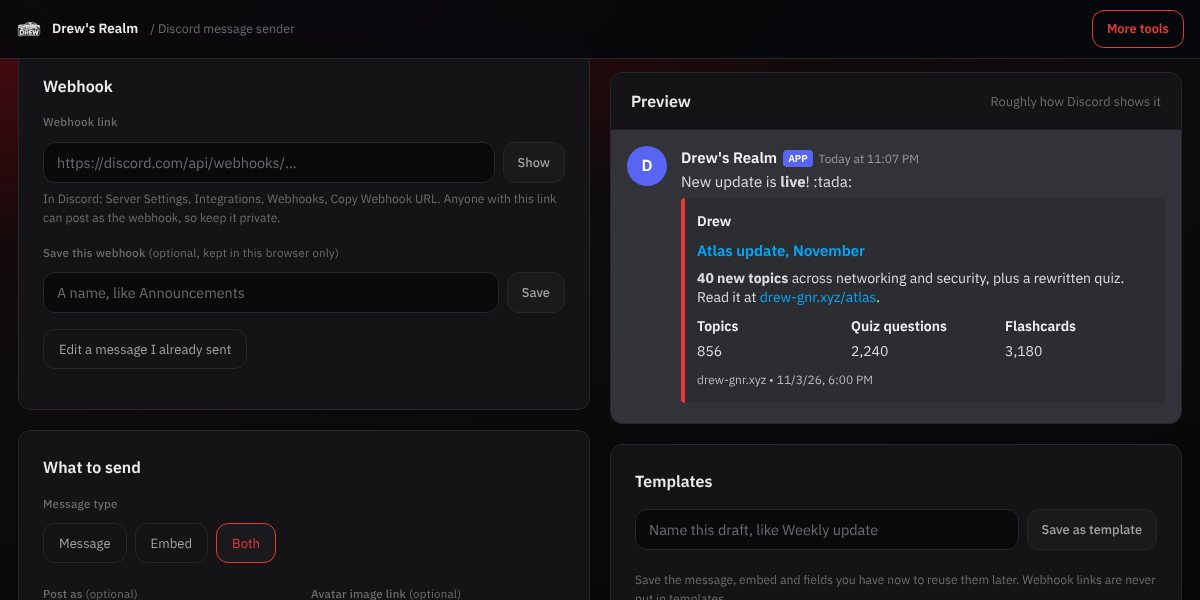 DREW
Drew's Realm / Discord message sender
More tools
Webhook
Webhook link
https://discord.com/api/webhooks/...
Show
In Discord: Server Settings, Integrations, Webhooks, Copy Webhook URL. Anyone with this link
can post as the webhook, so keep it private.
Save this webhook (optional, kept in this browser only)
A name, like Announcements
Save
Edit a message I already sent
What to send
Message type
Message
Embed
Both
Post as (optional)
Avatar image link (optional)
Preview
Roughly how Discord shows it
D
Drew's Realm APP Today at 11:07 PM
New update is live! :tada:
Drew
Atlas update, November
40 new topics across networking and security, plus a rewritten quiz.
Read it at drew-gnr.xyz/atlas.
Topics Quiz questions Flashcards
856 2,240 3,180
drew-gnr.xyz • 11/3/26, 6:00 PM
Templates
Name this draft, like Weekly update
Save as template
Save the message, embed and fields you have now to reuse them later. Webhook links are never
put in templates.